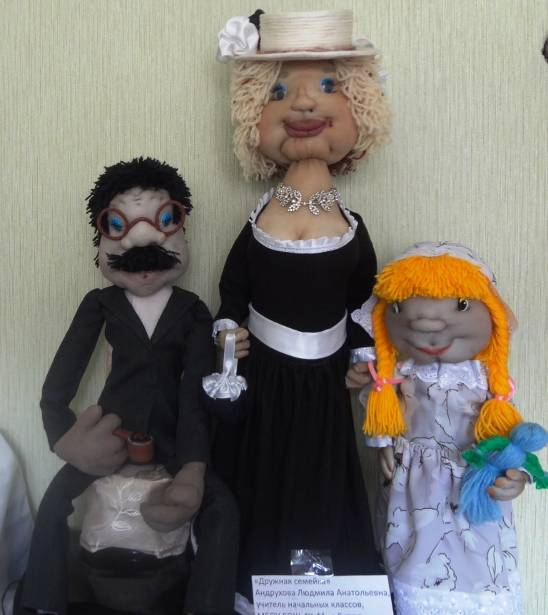 «Дружная семейка»
Андрухова Людмила Анатольевна,
учитель начальных классов,